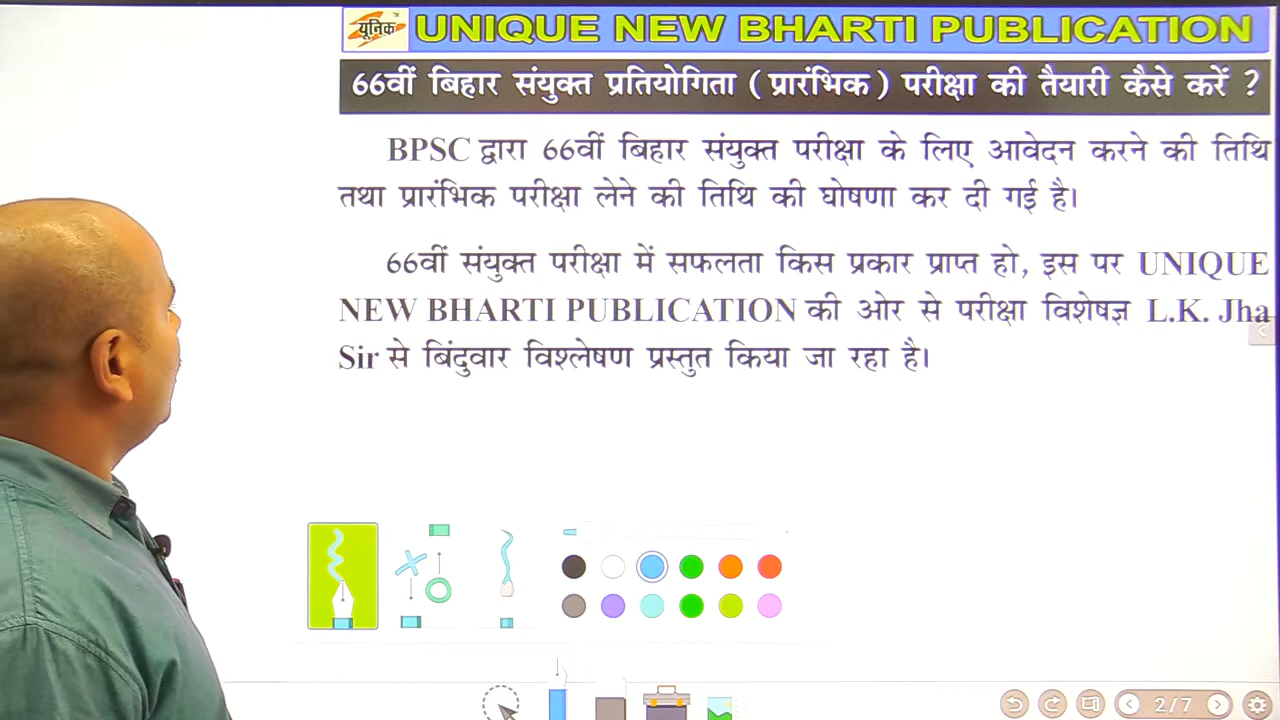 यूनिक
UNIQUE NEW BHARTI PUBLICATION
66वीं बिहार संयुक्त प्रतियोगिता ( प्रारंभिक ) परीक्षा की तैयारी कैसे करें ?
BPSC द्वारा 66वीं बिहार संयुक्त परीक्षा के लिए आवेदन करने की तिथि
तथा प्रारंभिक परीक्षा लेने की तिथि की घोषणा कर दी गई है।
66वीं संयुक्त परीक्षा में सफलता किस प्रकार प्राप्त हो, इस पर UNIQUE
NEW BHARTI PUBLICATION की ओर से परीक्षा विशेषज्ञ L.K. Jha
Sir से बिंदुवार विश्लेषण प्रस्तुत किया जा रहा है।
2/7